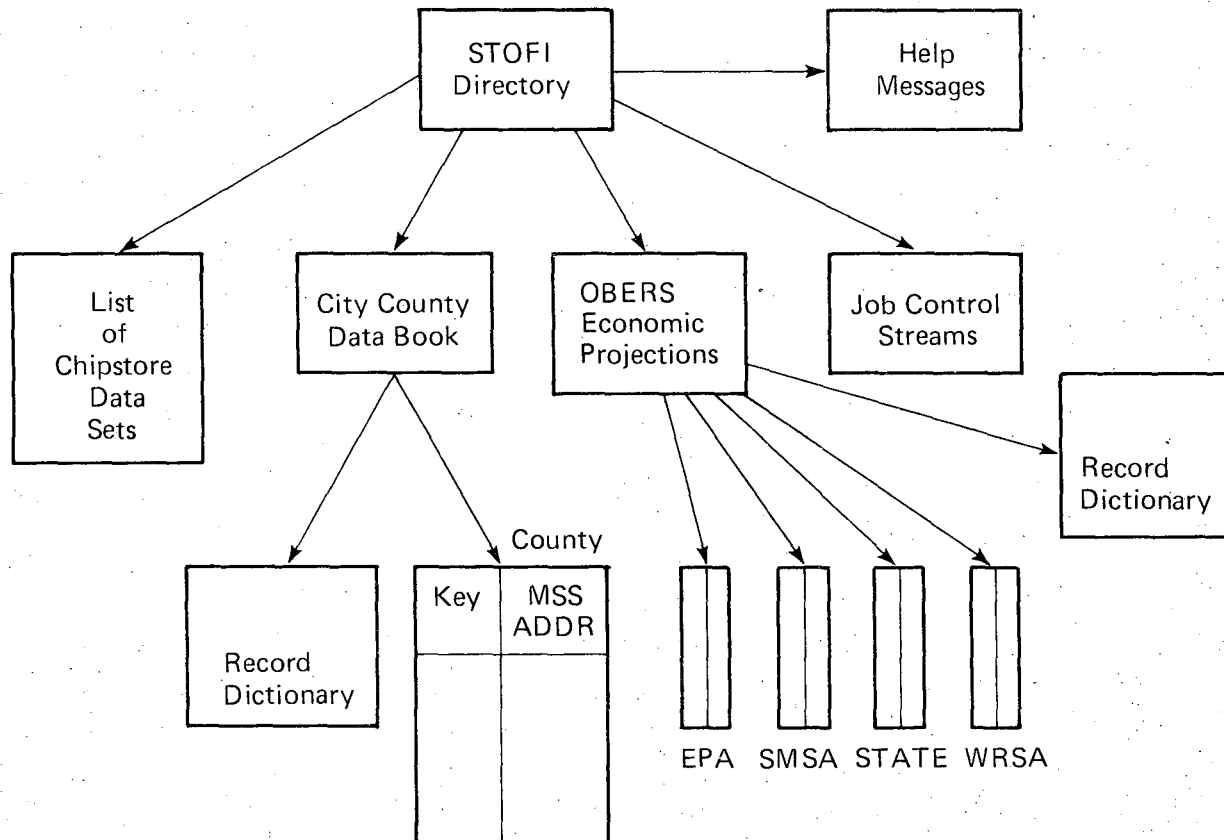 STOFI
Directory
Help
Messages
List
of
Chipstore
Data
Sets
City County
Data Book
OBERS
Economic
Projections
Job Control
Streams
Record
Dictionary
County
Key
MSS
ADDR
Record
Dictionary
EPA
SMSA
STATE
WRSA